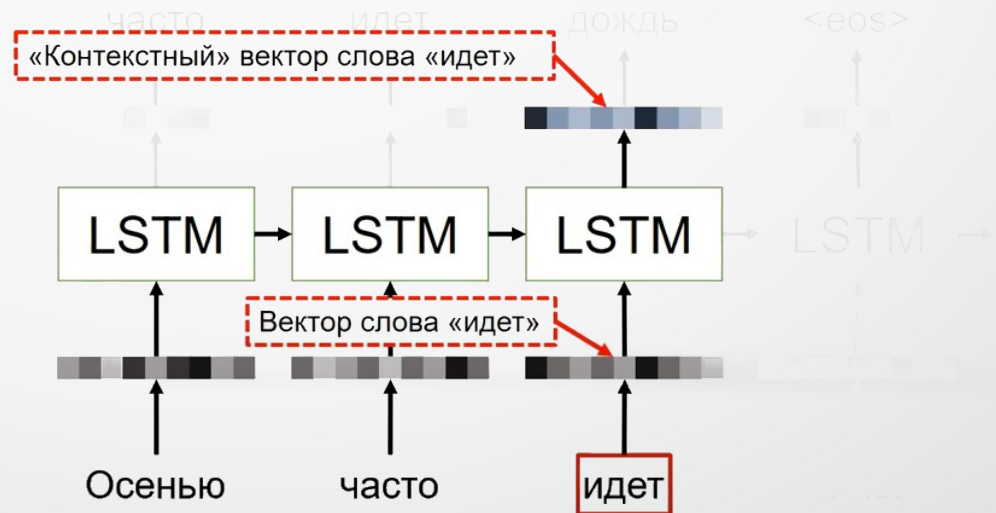 часто идет дождь <eos>
«Контекстный» вектор слова «идет»
LSTM LSTM LSTM LSTM
Вектор слова «идет»
Осенью часто идет